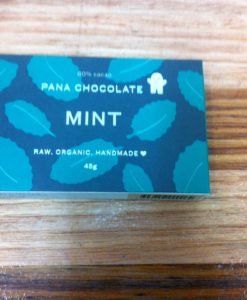 60% cacao
PANA CHOCOLATE
MINT
RAW. ORGANIC. HANDMADE ♥
45g